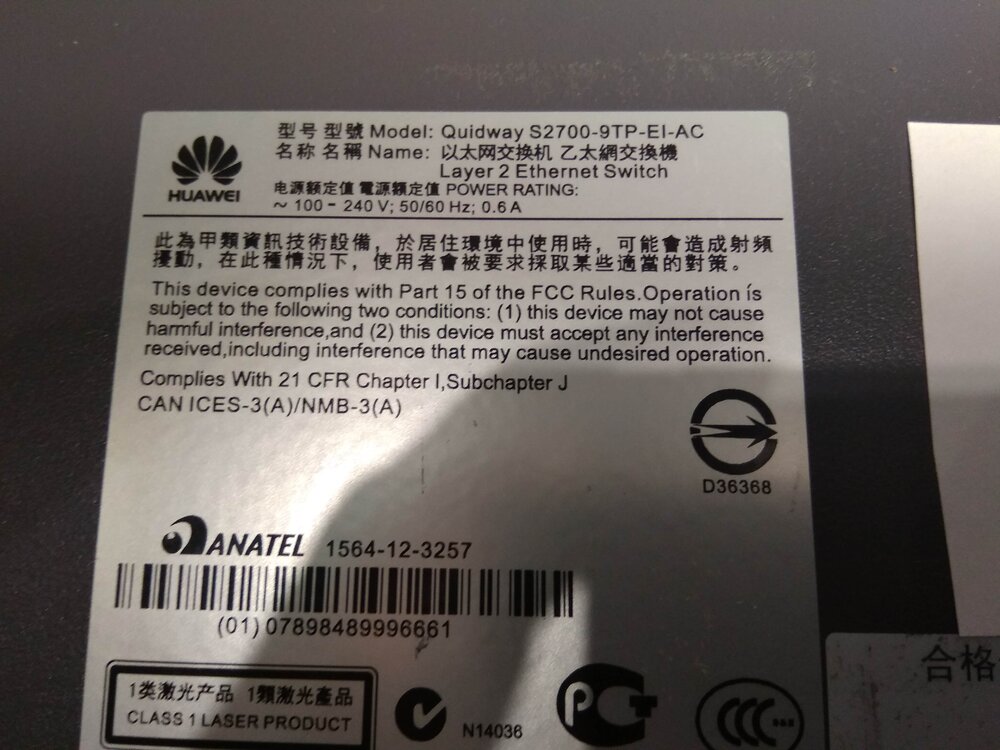 型号 型號 Model: Quidway S2700-9TP-EI-AC
名称 名稱 Name: 以太网交换机 乙太網交換機
Layer 2 Ethernet Switch
HUAWEI
电源额定值 電源額定值 POWER RATING:
~ 100 - 240 V; 50/60 Hz; 0.6 A
此為甲類資訊技術設備，於居住環境中使用時，可能會造成射頻
擾動，在此種情況下，使用者會被要求採取某些適當的對策。
This device complies with Part 15 of the FCC Rules.Operation is
subject to the following two conditions: (1) this device may not cause
harmful interference,and (2) this device must accept any interference
received,including interference that may cause undesired operation.
Complies With 21 CFR Chapter I,Subchapter J
CAN ICES-3(A)/NMB-3(A)
D36368
ANATEL 1564-12-3257
(01) 07898489996661
合格
1类激光产品 1類激光產品
CLASS 1 LASER PRODUCT
N14036
PCT
CCC